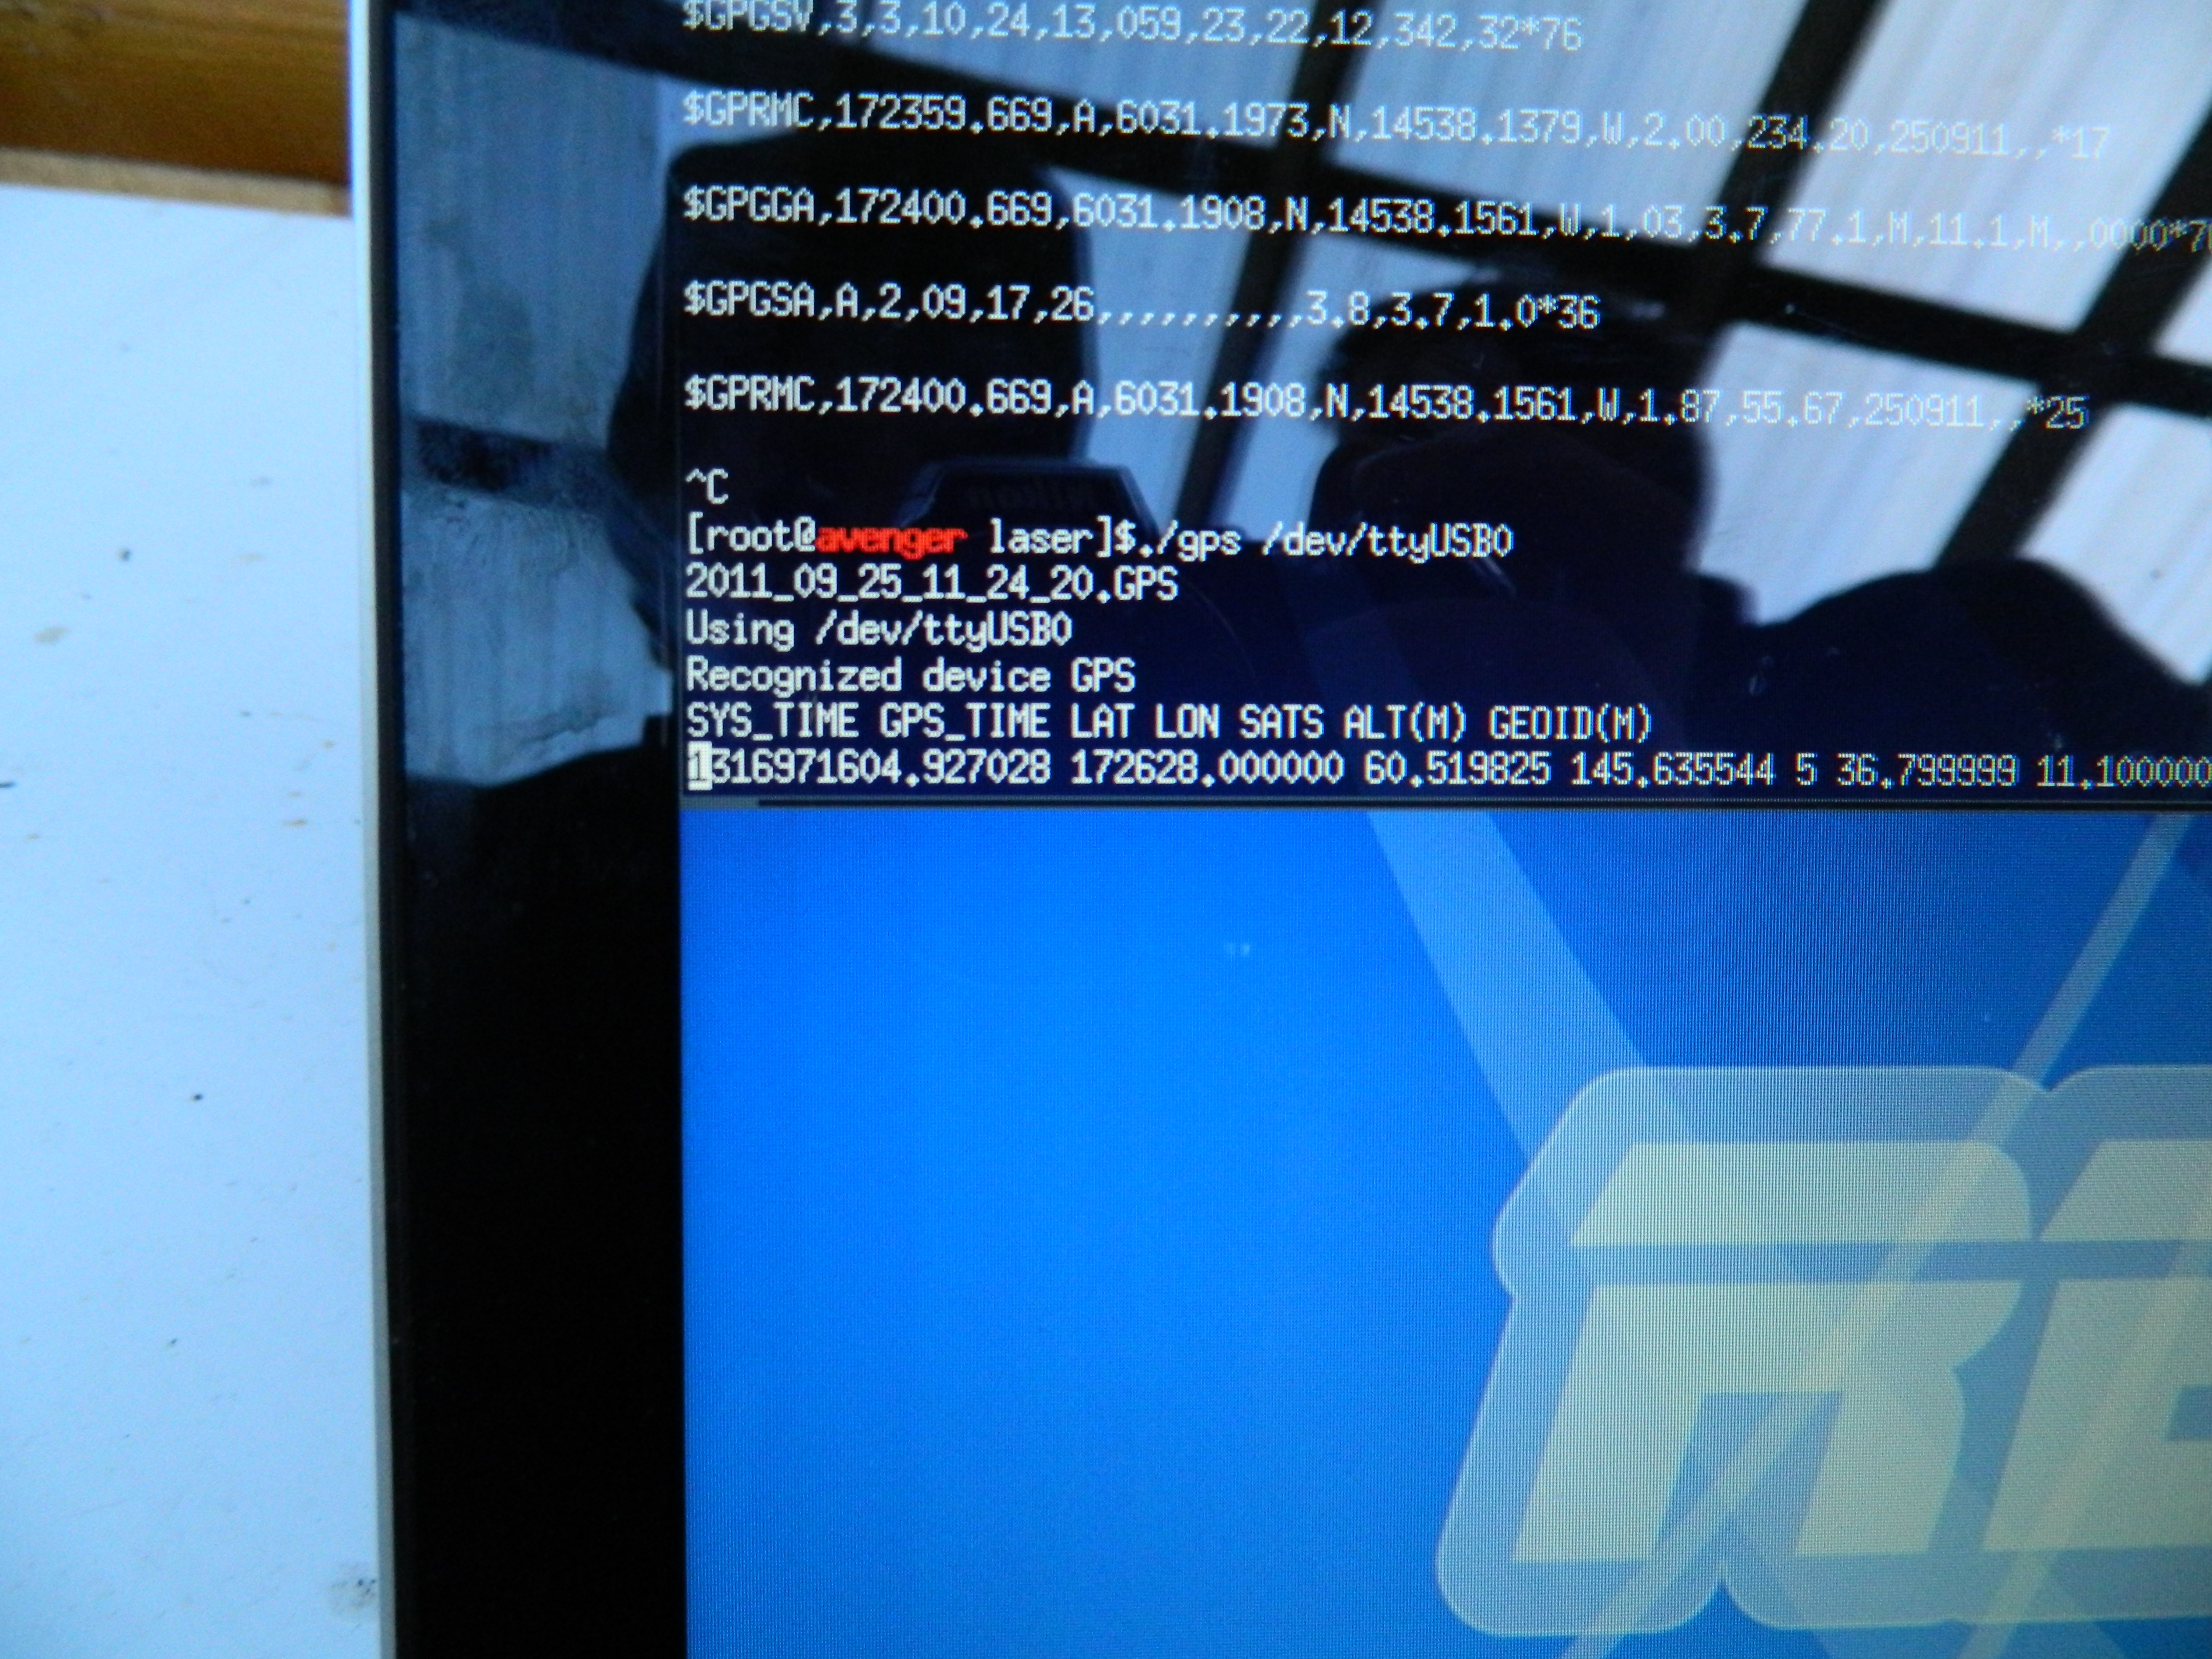 $GPGSV,3,3,10,24,13,059,23,22,12,342,32*76
$GPRMC,172359.669,A,6031.1973,N,14538.1379,W,2.00,234.20,250911,,*17
$GPGGA,172400.669,6031.1908,N,14538.1561,W,1,03,3.7,77.1,M,11.1,M,,0000*7
$GPGSA,A,2,09,17,26,,,,,,,,,,3.8,3.7,1.0*36
$GPRMC,172400.669,A,6031.1908,N,14538.1561,W,1.87,55.67,250911,,*25
^C
[root@avenger laser]$./gps /dev/ttyUSB0
2011_09_25_11_24_20.GPS
Using /dev/ttyUSB0
Recognized device GPS
SYS_TIME GPS_TIME LAT LON SATS ALT(M) GEOID(M)
1316971604.927028 172628.000000 60.519825 145.635544 5 36.799999 11.100000